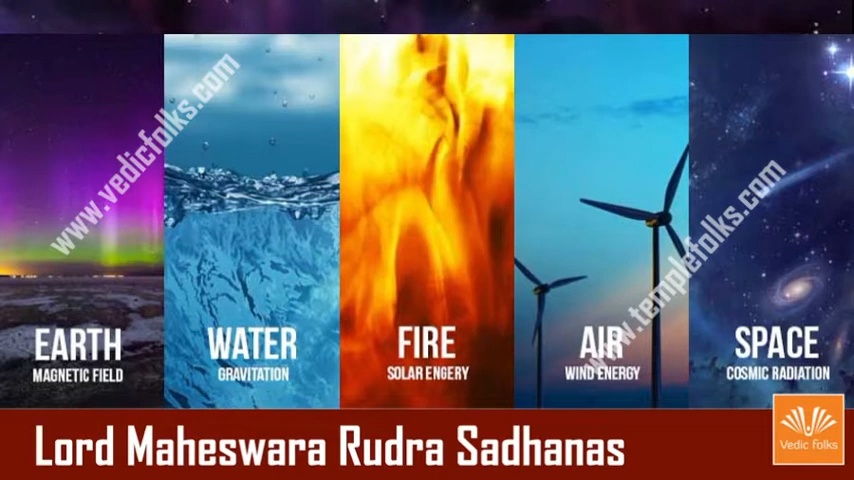 www.vedicfolks.com
www.templefolks.com
EARTH
MAGNETIC FIELD
WATER
GRAVITATION
FIRE
SOLAR ENGERY
AIR
WIND ENERGY
SPACE
COSMIC RADIATION
Lord Maheswara Rudra Sadhanas
Vedic folks